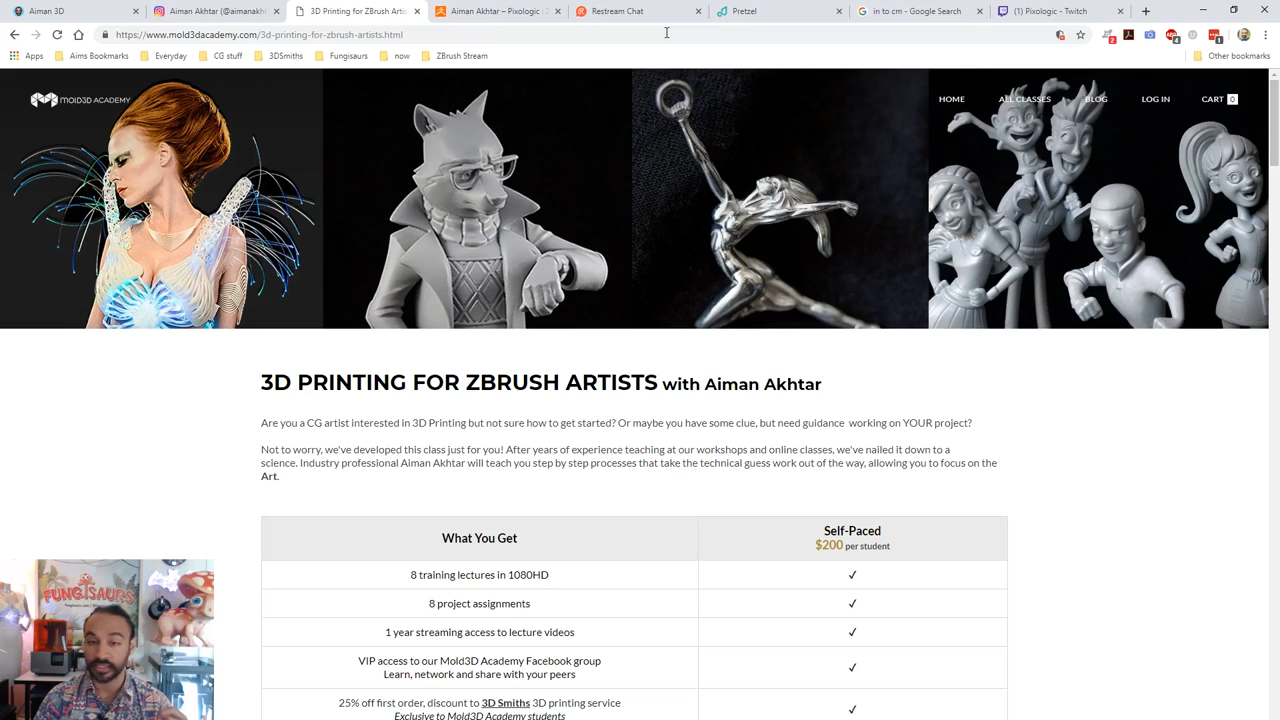 Aiman 3D
Aiman Akhtar (@aimanakh
3D Printing for ZBrush Artis
Aiman Akhtar – Pixologic : Z
Restream Chat
Pretzel
in to cm - Google Search
(1) Pixologic - Twitch
https://www.mold3dacademy.com/3d-printing-for-zbrush-artists.html
Apps
Aims Bookmarks
Everyday
CG stuff
3DSmiths
Fungisaurs
now
ZBrush Stream
Other bookmarks
MOLD3D ACADEMY
HOME
ALL CLASSES
BLOG
LOG IN
CART 0
3D PRINTING FOR ZBRUSH ARTISTS with Aiman Akhtar
Are you a CG artist interested in 3D Printing but not sure how to get started? Or maybe you have some clue, but need guidance working on YOUR project?
Not to worry, we've developed this class just for you! After years of experience teaching at our workshops and online classes, we've nailed it down to a
science. Industry professional Aiman Akhtar will teach you step by step processes that take the technical guess work out of the way, allowing you to focus on the
Art.
What You Get
Self-Paced
$200 per student
8 training lectures in 1080HD
✓
8 project assignments
✓
1 year streaming access to lecture videos
✓
VIP access to our Mold3D Academy Facebook group
Learn, network and share with your peers
✓
25% off first order, discount to 3D Smiths 3D printing service
Exclusive to Mold3D Academy students
✓
FUNGISAURS